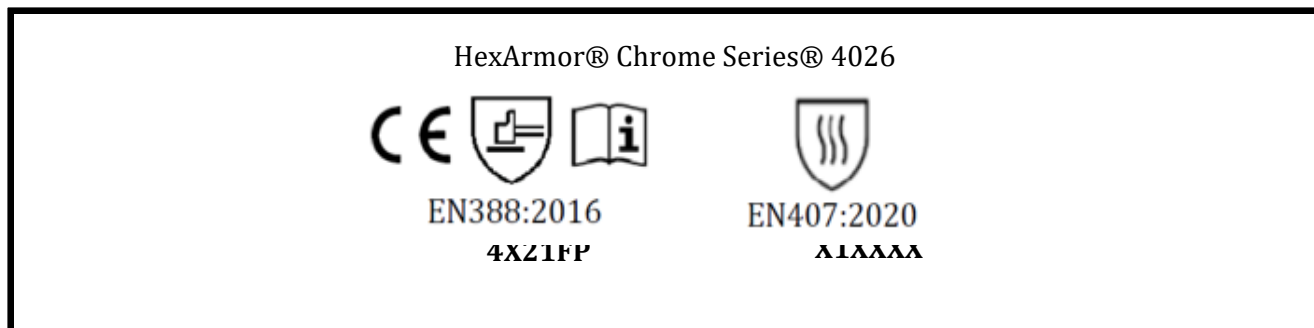 HexArmor® Chrome Series® 4026
CE
i
EN388:2016
EN407:2020
4X21FP
X1XXXX